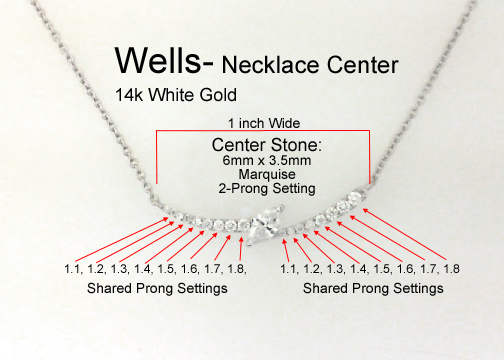 Wells- Necklace Center
14k White Gold
1 inch Wide
Center Stone:
6mm x 3.5mm
Marquise
2-Prong Setting
1.1, 1.2, 1.3, 1.4, 1.5, 1.6, 1.7, 1.8,
1.1, 1.2, 1.3, 1.4, 1.5, 1.6, 1.7, 1.8
Shared Prong Settings
Shared Prong Settings